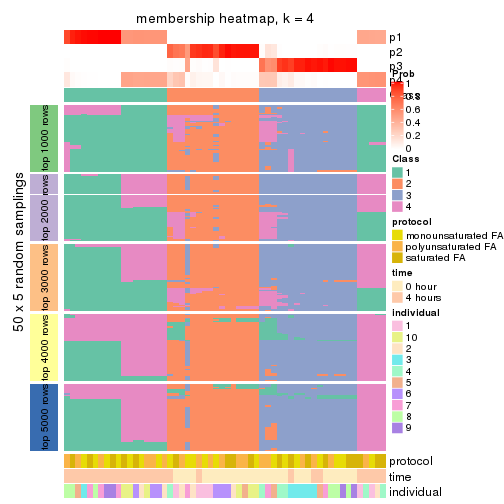 membership heatmap, k = 4
p1
p2
p3
p4
Prob
1
0.8
0.6
0.4
0.2
0
Class
1
2
3
4
protocol
monounsaturated FA
polyunsaturated FA
saturated FA
time
0 hour
4 hours
individual
1
10
2
3
4
5
6
7
8
9
50 x 5 random samplings
top 1000 rows
top 2000 rows
top 3000 rows
top 4000 rows
top 5000 rows
protocol
time
individual